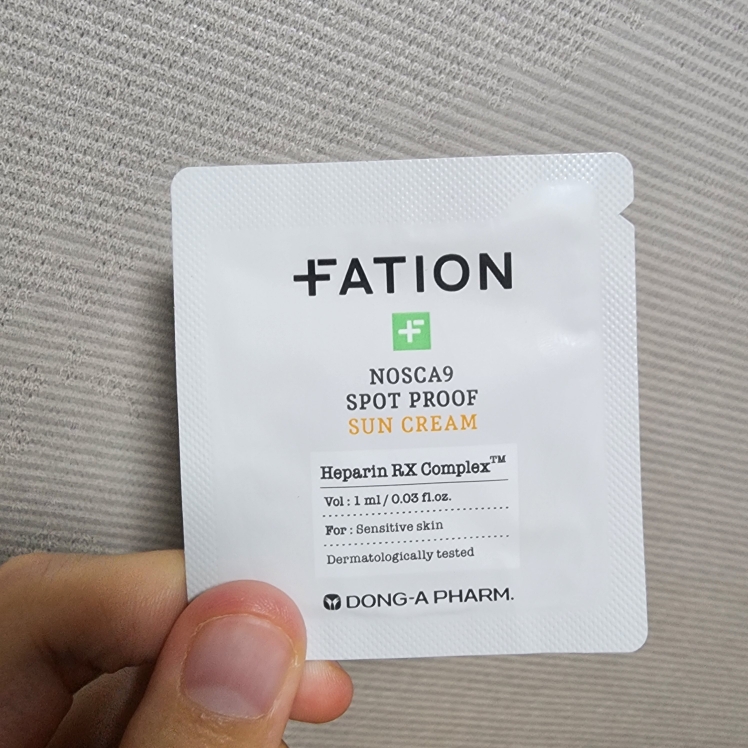 FATION
NOSCA9
SPOT PROOF
SUN CREAM
Heparin RX Complex™
Vol : 1 ml / 0.03 fl.oz.
For : Sensitive skin
Dermatologically tested
DONG-A PHARM.